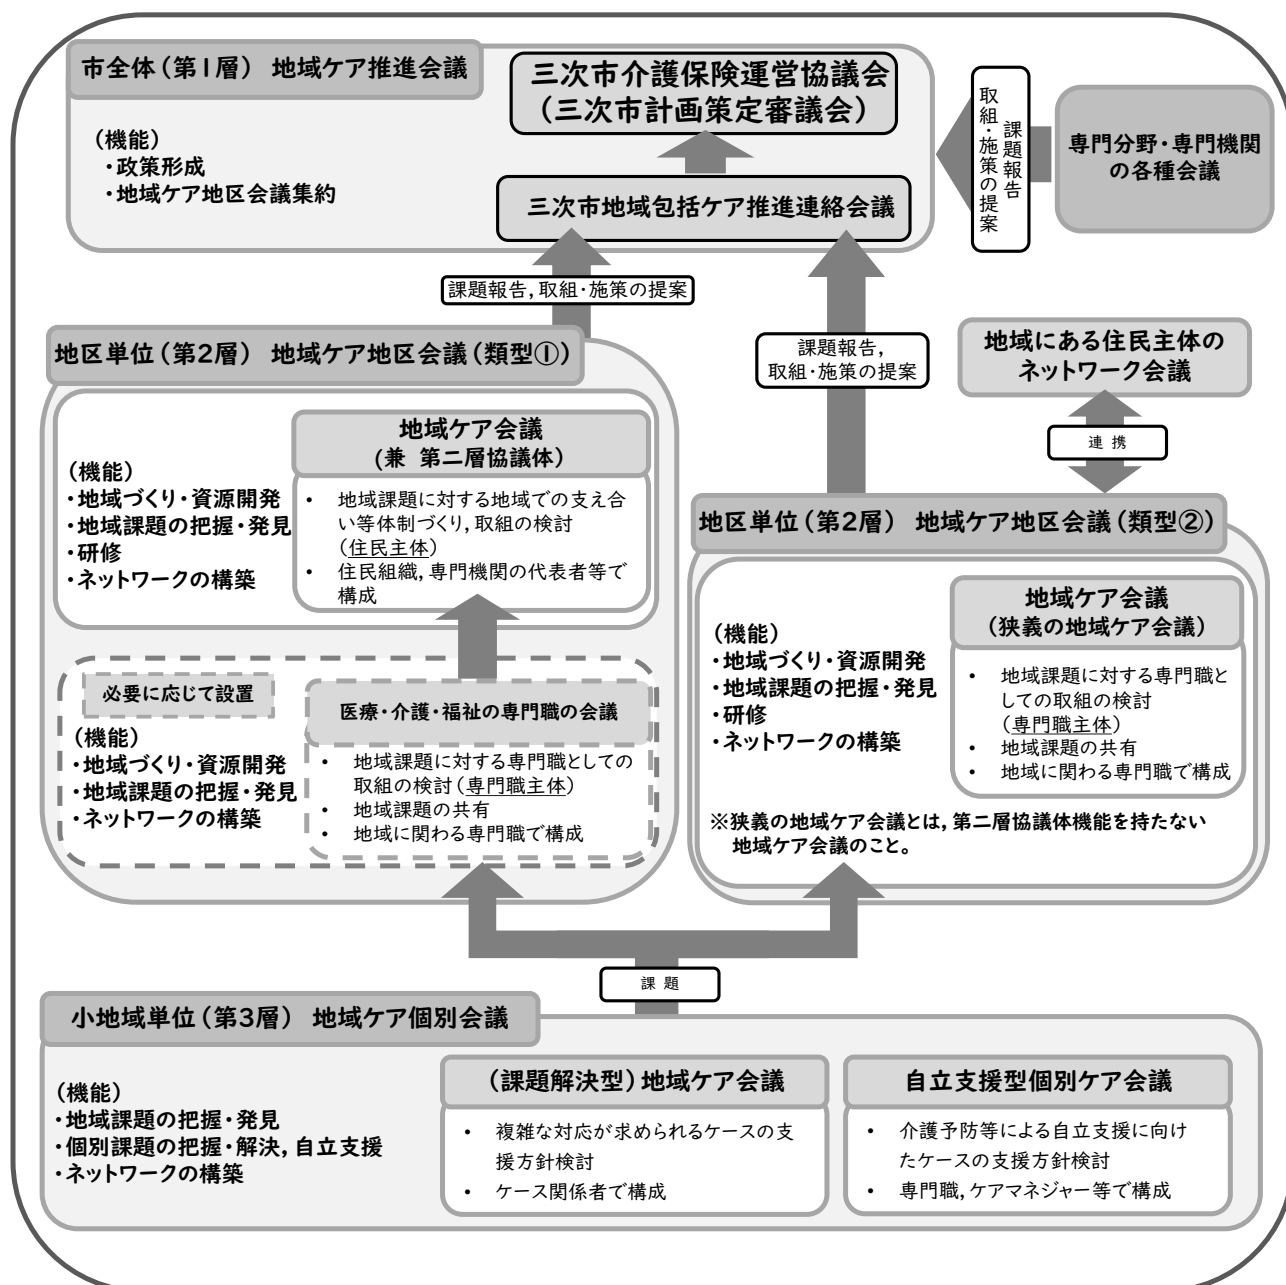 市全体（第1層） 地域ケア推進会議
三次市介護保険運営協議会
（三次市計画策定審議会）
（機能）
・政策形成
・地域ケア地区会議集約
三次市地域包括ケア推進連絡会議
課題報告
取組・施策の提案
専門分野・専門機関
の各種会議
課題報告，取組・施策の提案
課題報告，
取組・施策の提案
地域にある住民主体の
ネットワーク会議
連 携
地区単位（第2層） 地域ケア地区会議（類型①）
（機能）
・地域づくり・資源開発
・地域課題の把握・発見
・研修
・ネットワークの構築
地域ケア会議
（兼 第二層協議体）
• 地域課題に対する地域での支え合
い等体制づくり，取組の検討
（住民主体）
• 住民組織，専門機関の代表者等で
構成
必要に応じて設置
（機能）
・地域づくり・資源開発
・地域課題の把握・発見
・ネットワークの構築
医療・介護・福祉の専門職の会議
• 地域課題に対する専門職としての
取組の検討（専門職主体）
• 地域課題の共有
• 地域に関わる専門職で構成
地区単位（第2層） 地域ケア地区会議（類型②）
（機能）
・地域づくり・資源開発
・地域課題の把握・発見
・研修
・ネットワークの構築
地域ケア会議
（狭義の地域ケア会議）
• 地域課題に対する専門職と
しての取組の検討
（専門職主体）
• 地域課題の共有
• 地域に関わる専門職で構成
※狭義の地域ケア会議とは，第二層協議体機能を持たない
地域ケア会議のこと。
課 題
小地域単位（第3層） 地域ケア個別会議
（機能）
・地域課題の把握・発見
・個別課題の把握・解決，自立支援
・ネットワークの構築
（課題解決型）地域ケア会議
• 複雑な対応が求められるケースの支
援方針検討
• ケース関係者で構成
自立支援型個別ケア会議
• 介護予防等による自立支援に向け
たケースの支援方針検討
• 専門職，ケアマネジャー等で構成